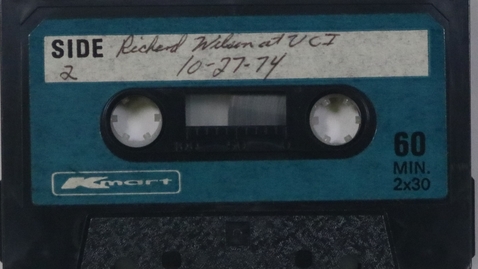 SIDE Richard Wilson at UCI
2 10-27-74
Kmart
60
MIN.
2x30